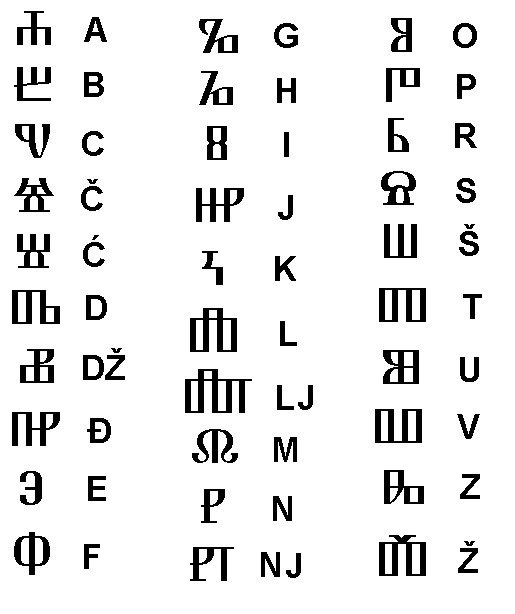 Ⰰ A
Ⰱ B
Ⱌ C
Ⱍ Č
Ⱋ Ć
Ⰴ D
DŽ
Đ
Ⰵ E
Ⱇ F
Ⰳ G
Ⱈ H
Ⰻ I
Ⰼ J
Ⰽ K
Ⰾ L
LJ
Ⰿ M
Ⱀ N
NJ
Ⱁ O
Ⱂ P
Ⱃ R
Ⱄ S
Ⱎ Š
Ⱅ T
Ⱆ U
Ⰲ V
Ⰸ Z
Ⰶ Ž